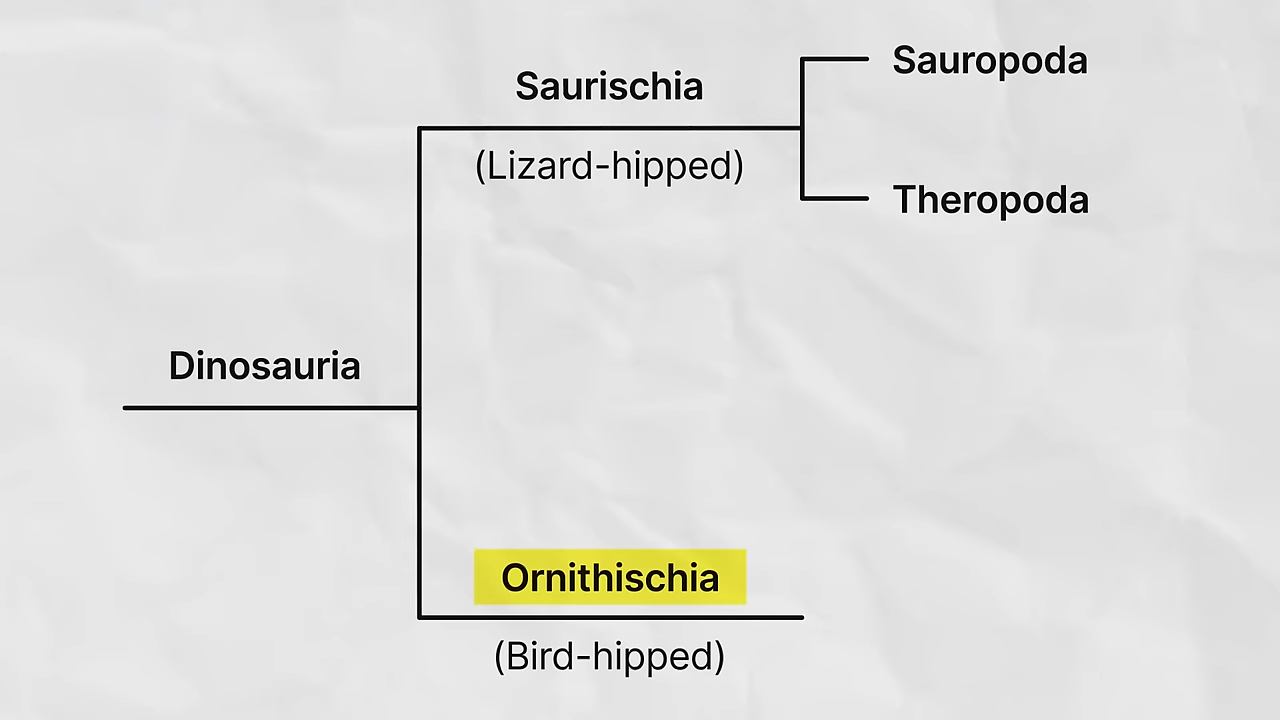 Sauropoda
Saurischia
(Lizard-hipped)
Theropoda
Dinosauria
Ornithischia
(Bird-hipped)